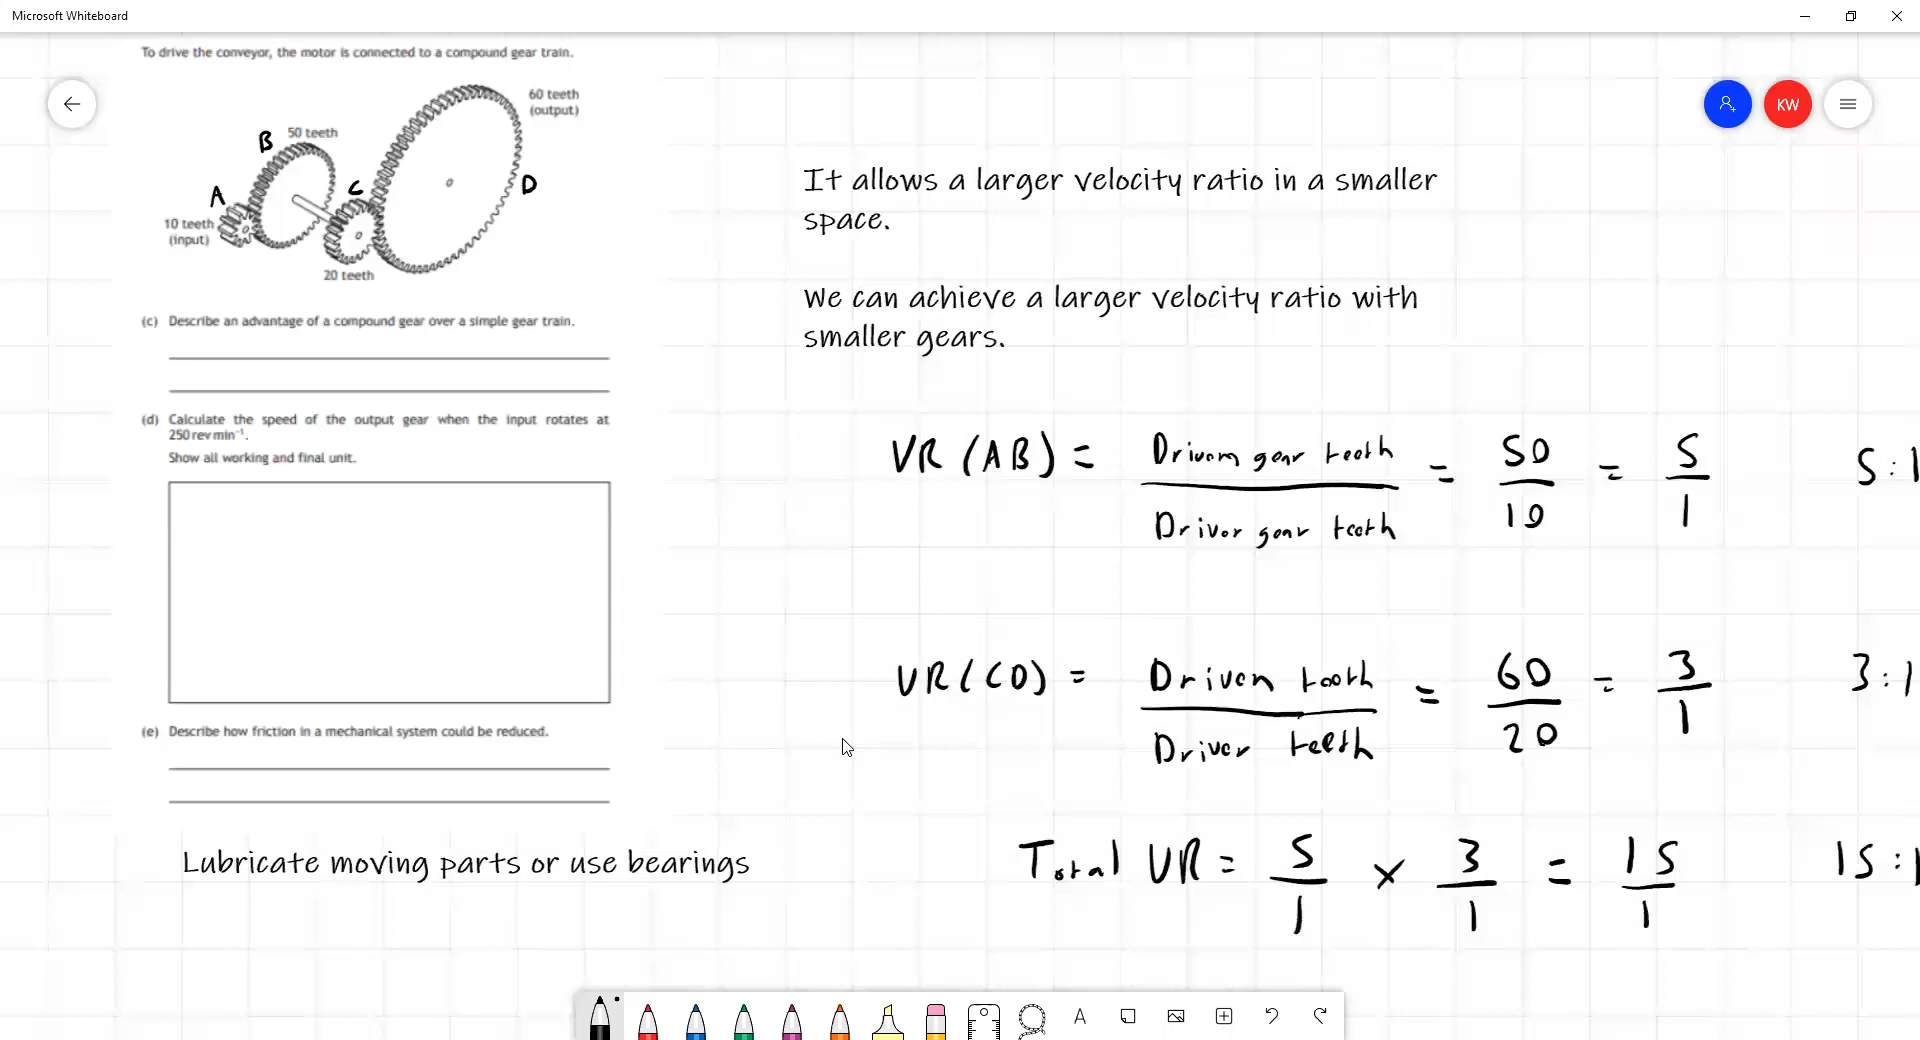 Microsoft Whiteboard
To drive the conveyor, the motor is connected to a compound gear train.
60 teeth
(output)
B 50 teeth
A
C
D
10 teeth
(input)
20 teeth
KW
It allows a larger velocity ratio in a smaller
space.
We can achieve a larger velocity ratio with
smaller gears.
(c) Describe an advantage of a compound gear over a simple gear train.
(d) Calculate the speed of the output gear when the input rotates at
250 rev min⁻¹.
Show all working and final unit.
VR (AB) = Driven gear teeth / Driver gear teeth = 50/10 = 5/1 5:1
VR (CD) = Driven teeth / Driver teeth = 60/20 = 3/1 3:1
(e) Describe how friction in a mechanical system could be reduced.
Lubricate moving parts or use bearings
Total VR = 5/1 × 3/1 = 15/1 15:1
A